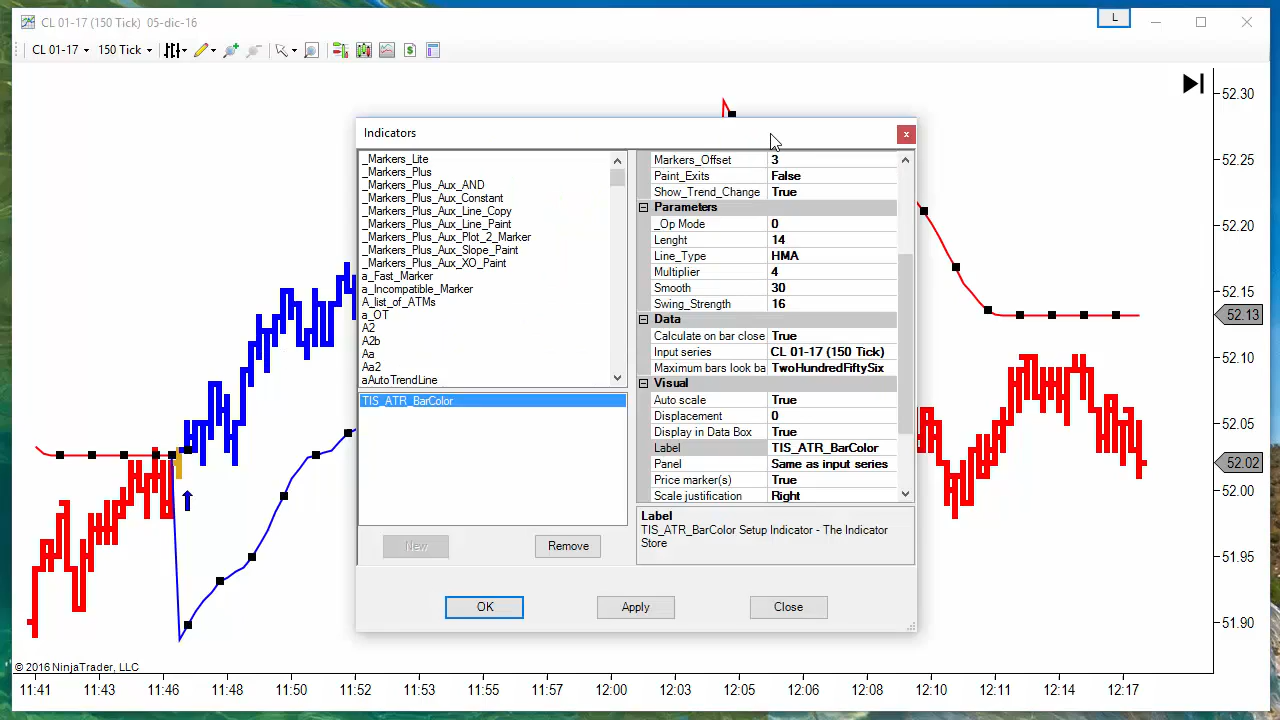 CL 01-17 (150 Tick) 05-dic-16
L
CL 01-17
150 Tick
Indicators
_Markers_Lite
_Markers_Plus
_Markers_Plus_Aux_AND
_Markers_Plus_Aux_Constant
_Markers_Plus_Aux_Line_Copy
_Markers_Plus_Aux_Line_Paint
_Markers_Plus_Aux_Plot_2_Marker
_Markers_Plus_Aux_Slope_Paint
_Markers_Plus_Aux_XO_Paint
a_Fast_Marker
a_Incompatible_Marker
A_list_of_ATMs
a_OT
A2
A2b
Aa
Aa2
aAutoTrendLine
TIS_ATR_BarColor
New
Remove
Markers_Offset 3
Paint_Exits False
Show_Trend_Change True
Parameters
_Op Mode 0
Lenght 14
Line_Type HMA
Multiplier 4
Smooth 30
Swing_Strength 16
Data
Calculate on bar close True
Input series CL 01-17 (150 Tick)
Maximum bars look ba TwoHundredFiftySix
Visual
Auto scale True
Displacement 0
Display in Data Box True
Label TIS_ATR_BarColor
Panel Same as input series
Price marker(s) True
Scale justification Right
Label
TIS_ATR_BarColor Setup Indicator - The Indicator
Store
OK
Apply
Close
52.30
52.25
52.20
52.15
52.13
52.10
52.05
52.02
52.00
51.95
51.90
© 2016 NinjaTrader, LLC
11:41 11:43 11:46 11:48 11:50 11:52 11:53 11:55 11:57 12:00 12:03 12:05 12:08 12:10 12:11 12:14 12:17